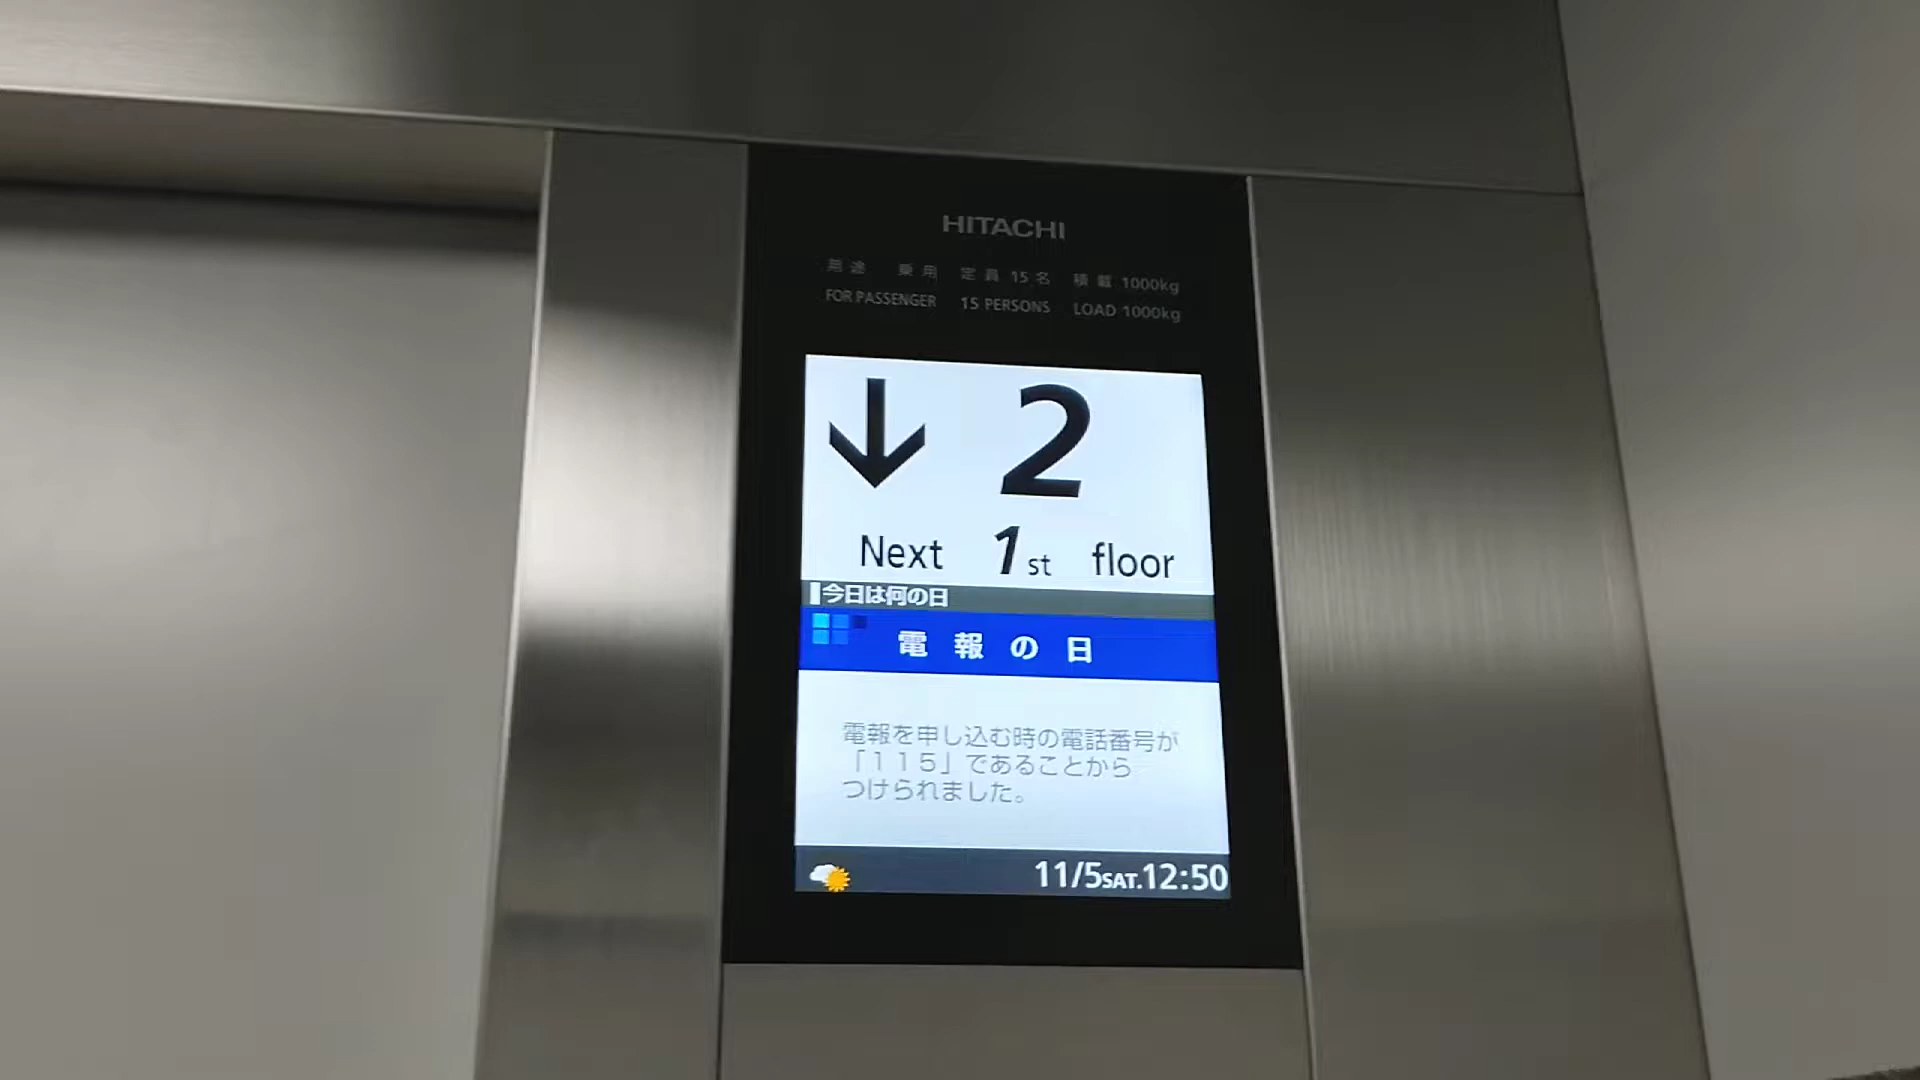 HITACHI
用途 乗用 定員 15名 積載 1000kg
FOR PASSENGER 15 PERSONS LOAD 1000kg
↓ 2
Next 1st floor
今日は何の日
電報の日
電報を申し込む時の電話番号が
「115」であることから
つけられました。
11/5SAT.12:50